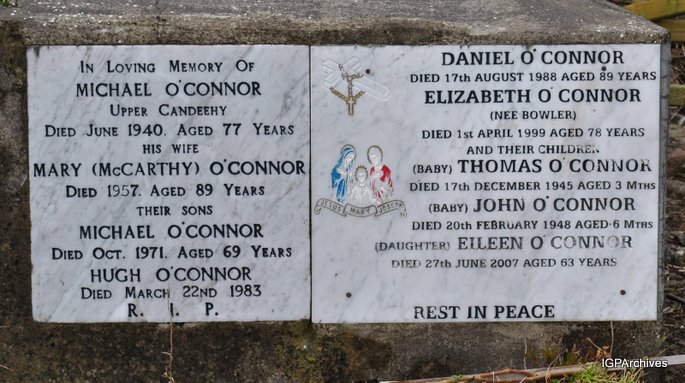 In Loving Memory Of
Michael O'Connor
Upper Candeehy
Died June 1940. Aged 77 Years
his wife
Mary (McCarthy) O'Connor
Died 1957. Aged 89 Years
their sons
Michael O'Connor
Died Oct. 1971. Aged 69 Years
Hugh O'Connor
Died March 22nd 1983
R. I. P.
DANIEL O'CONNOR
DIED 17th AUGUST 1988 AGED 89 YEARS
ELIZABETH O'CONNOR
(NEE BOWLER)
DIED 1st APRIL 1999 AGED 78 YEARS
AND THEIR CHILDREN
(BABY) THOMAS O'CONNOR
DIED 17th DECEMBER 1945 AGED 3 Mths
(BABY) JOHN O'CONNOR
DIED 20th FEBRUARY 1948 AGED 6 Mths
(DAUGHTER) EILEEN O'CONNOR
DIED 27th JUNE 2007 AGED 63 YEARS
JESUS MARY JOSEPH
REST IN PEACE
IGPArchives